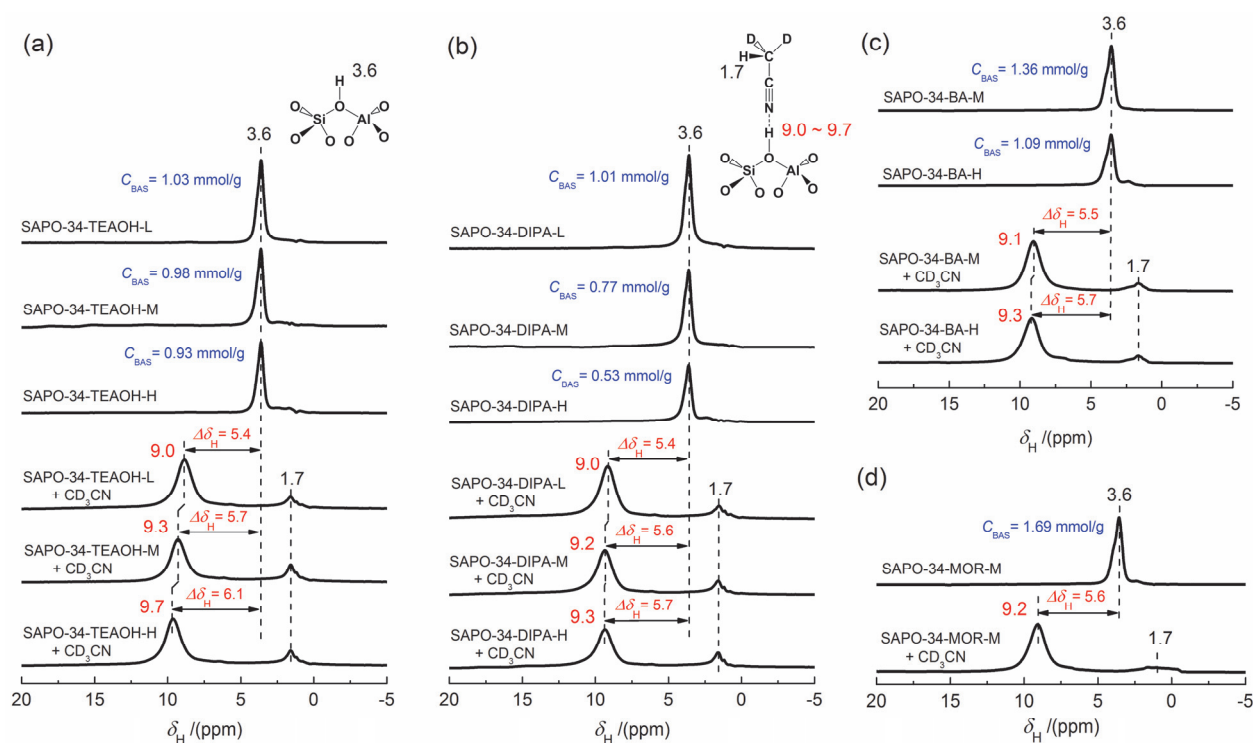 (a)
H
3.6
O
O
Si
Al
O
O
O
O
O
3.6
C_BAS = 1.03 mmol/g
SAPO-34-TEAOH-L
C_BAS = 0.98 mmol/g
SAPO-34-TEAOH-M
C_BAS = 0.93 mmol/g
SAPO-34-TEAOH-H
9.0
Δδ_H = 5.4
1.7
SAPO-34-TEAOH-L
+ CD₃CN
9.3
Δδ_H = 5.7
SAPO-34-TEAOH-M
+ CD₃CN
9.7
Δδ_H = 6.1
SAPO-34-TEAOH-H
+ CD₃CN
20 15 10 5 0 -5
δ_H /(ppm)
(b)
D D
H C
1.7
C
N
H 9.0 ~ 9.7
O
O
Si
Al
O
O
O
O
O
3.6
C_BAS = 1.01 mmol/g
SAPO-34-DIPA-L
C_BAS = 0.77 mmol/g
SAPO-34-DIPA-M
C_DAG = 0.53 mmol/g
SAPO-34-DIPA-H
9.0
Δδ_H = 5.4
1.7
SAPO-34-DIPA-L
+ CD₃CN
9.2
Δδ_H = 5.6
SAPO-34-DIPA-M
+ CD₃CN
9.3
Δδ_H = 5.7
SAPO-34-DIPA-H
+ CD₃CN
20 15 10 5 0 -5
δ_H /(ppm)
(c)
3.6
C_BAS = 1.36 mmol/g
SAPO-34-BA-M
C_BAS = 1.09 mmol/g
SAPO-34-BA-H
Δδ_H = 5.5
9.1
1.7
SAPO-34-BA-M
+ CD₃CN
9.3
Δδ_H = 5.7
SAPO-34-BA-H
+ CD₃CN
20 15 10 5 0 -5
δ_H /(ppm)
(d)
3.6
C_BAS = 1.69 mmol/g
SAPO-34-MOR-M
Δδ_H = 5.6
9.2
1.7
SAPO-34-MOR-M
+ CD₃CN
20 15 10 5 0 -5
δ_H /(ppm)